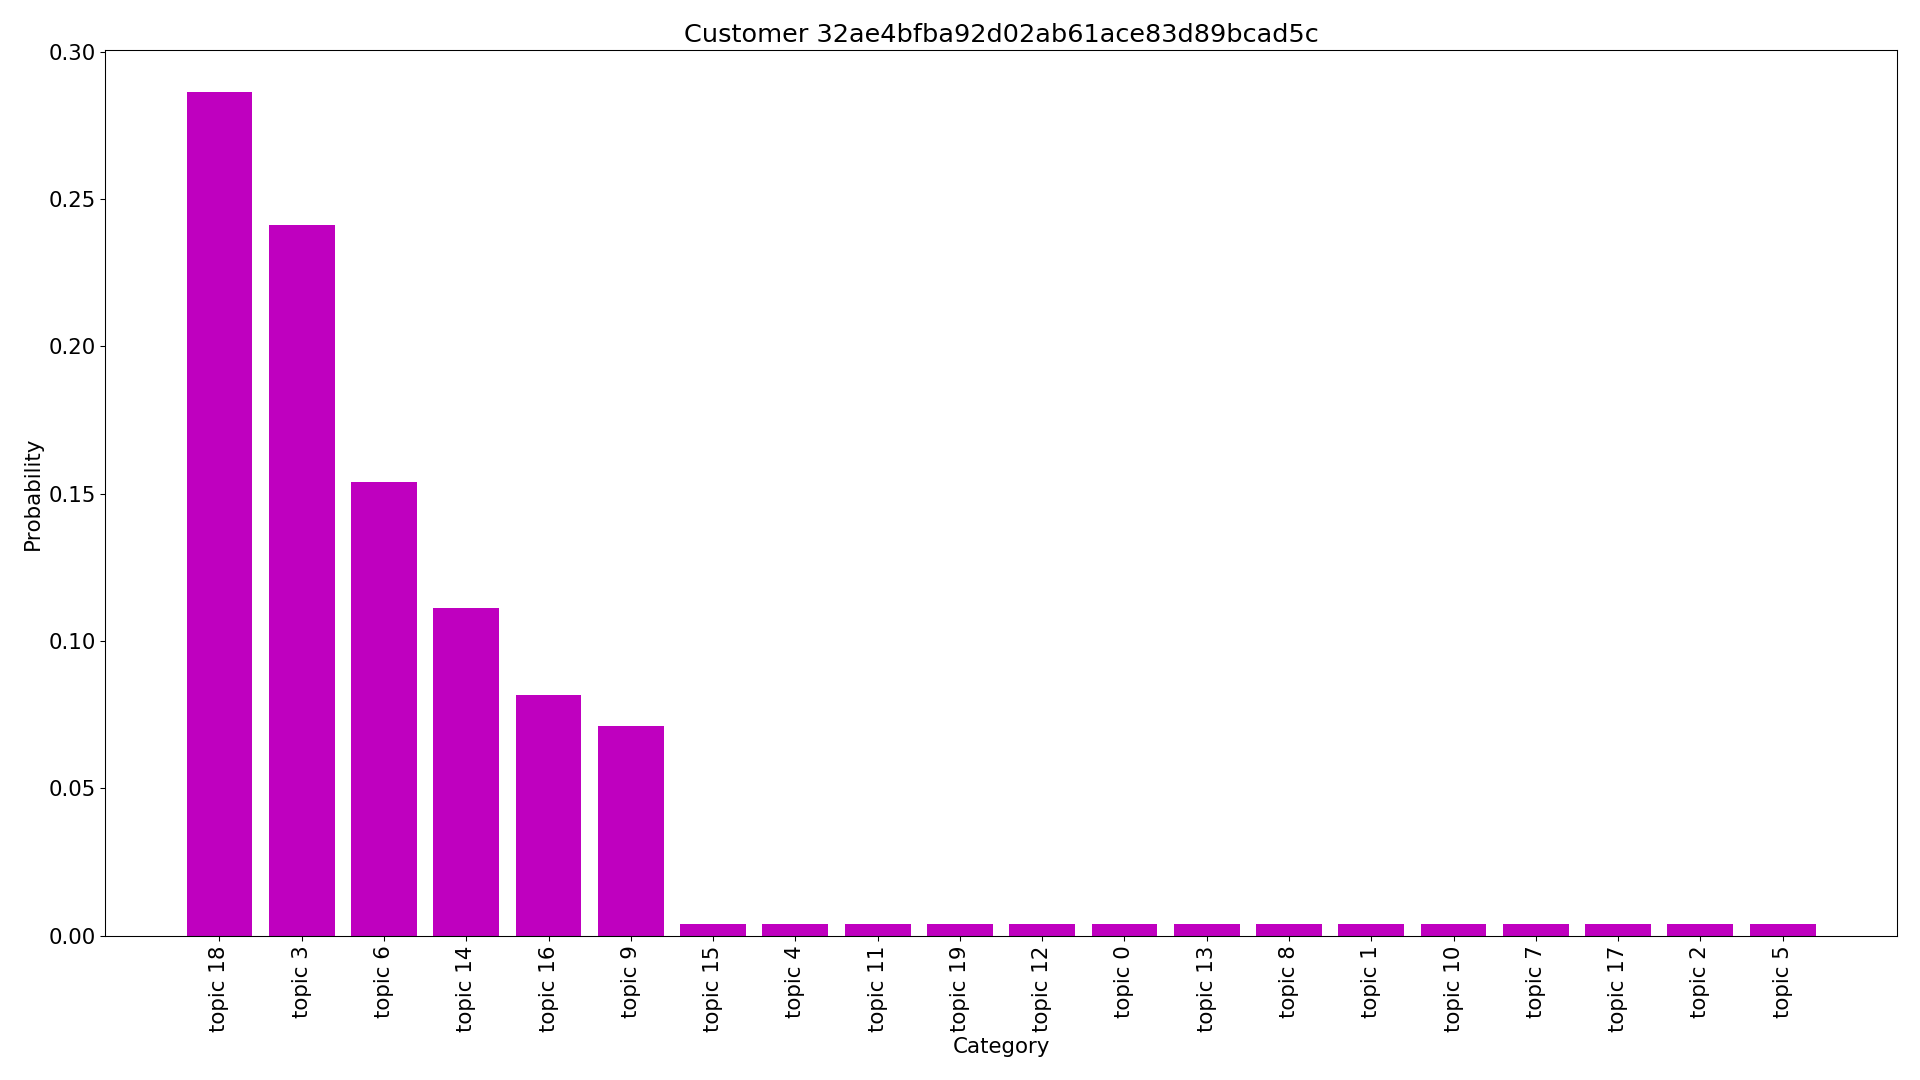 Customer 32ae4bfba92d02ab61ace83d89bcad5c
0.30
0.25
0.20
0.15
0.10
0.05
0.00
Probability
topic 18
topic 3
topic 6
topic 14
topic 16
topic 9
topic 15
topic 4
topic 11
topic 19
topic 12
topic 0
topic 13
topic 8
topic 1
topic 10
topic 7
topic 17
topic 2
topic 5
Category